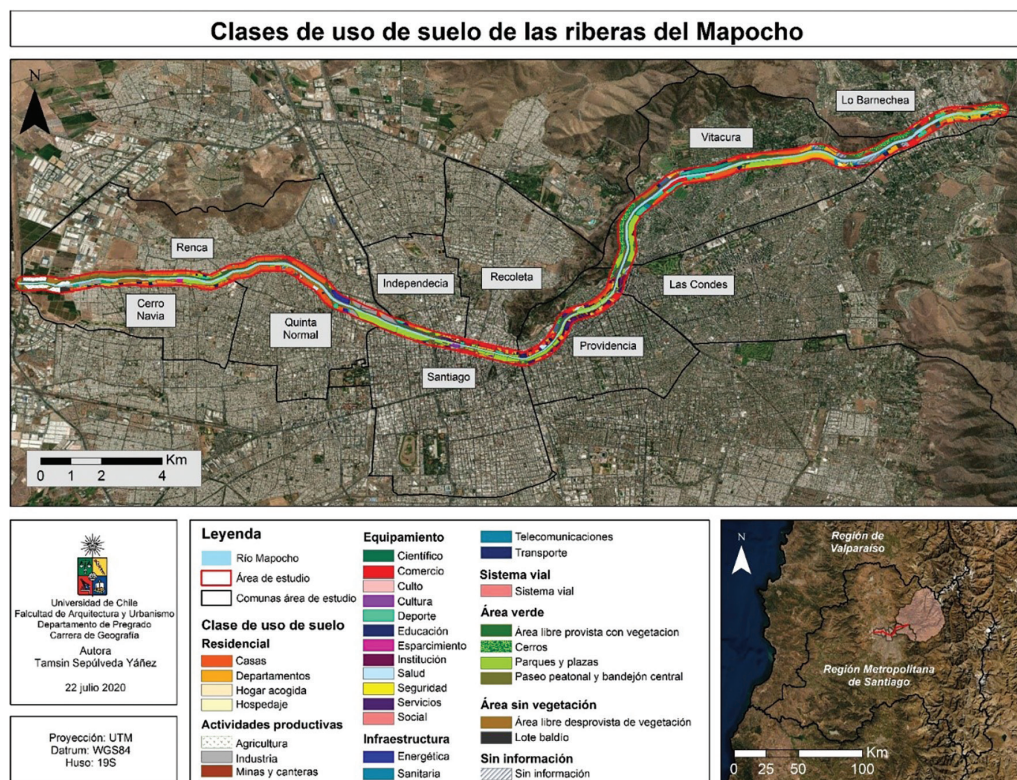 Clases de uso de suelo de las riberas del Mapocho
N
Lo Barnechea
Vitacura
Renca
Independecia
Recoleta
Las Condes
Cerro
Navia
Quinta
Normal
Providencia
Santiago
Km
0 1 2 4
Universidad de Chile
Facultad de Arquitectura y Urbanismo
Departamento de Pregrado
Carrera de Geografía
Autora
Tamsin Sepúlveda Yáñez
22 julio 2020
Proyección: UTM
Datum: WGS84
Huso: 19S
Leyenda
Río Mapocho
Área de estudio
Comunas área de estudio
Clase de uso de suelo
Residencial
Casas
Departamentos
Hogar acogida
Hospedaje
Actividades productivas
Agricultura
Industria
Minas y canteras
Equipamiento
Científico
Comercio
Culto
Cultura
Deporte
Educación
Esparcimiento
Institución
Salud
Seguridad
Servicios
Social
Infraestructura
Energética
Sanitaria
Telecomunicaciones
Transporte
Sistema vial
Sistema vial
Área verde
Área libre provista con vegetacion
Cerros
Parques y plazas
Paseo peatonal y bandejón central
Área sin vegetación
Área libre desprovista de vegetación
Lote baldío
Sin información
Sin información
N
Región de
Valparaíso
Región Metropolitana
de Santiago
Km
0 25 50 100